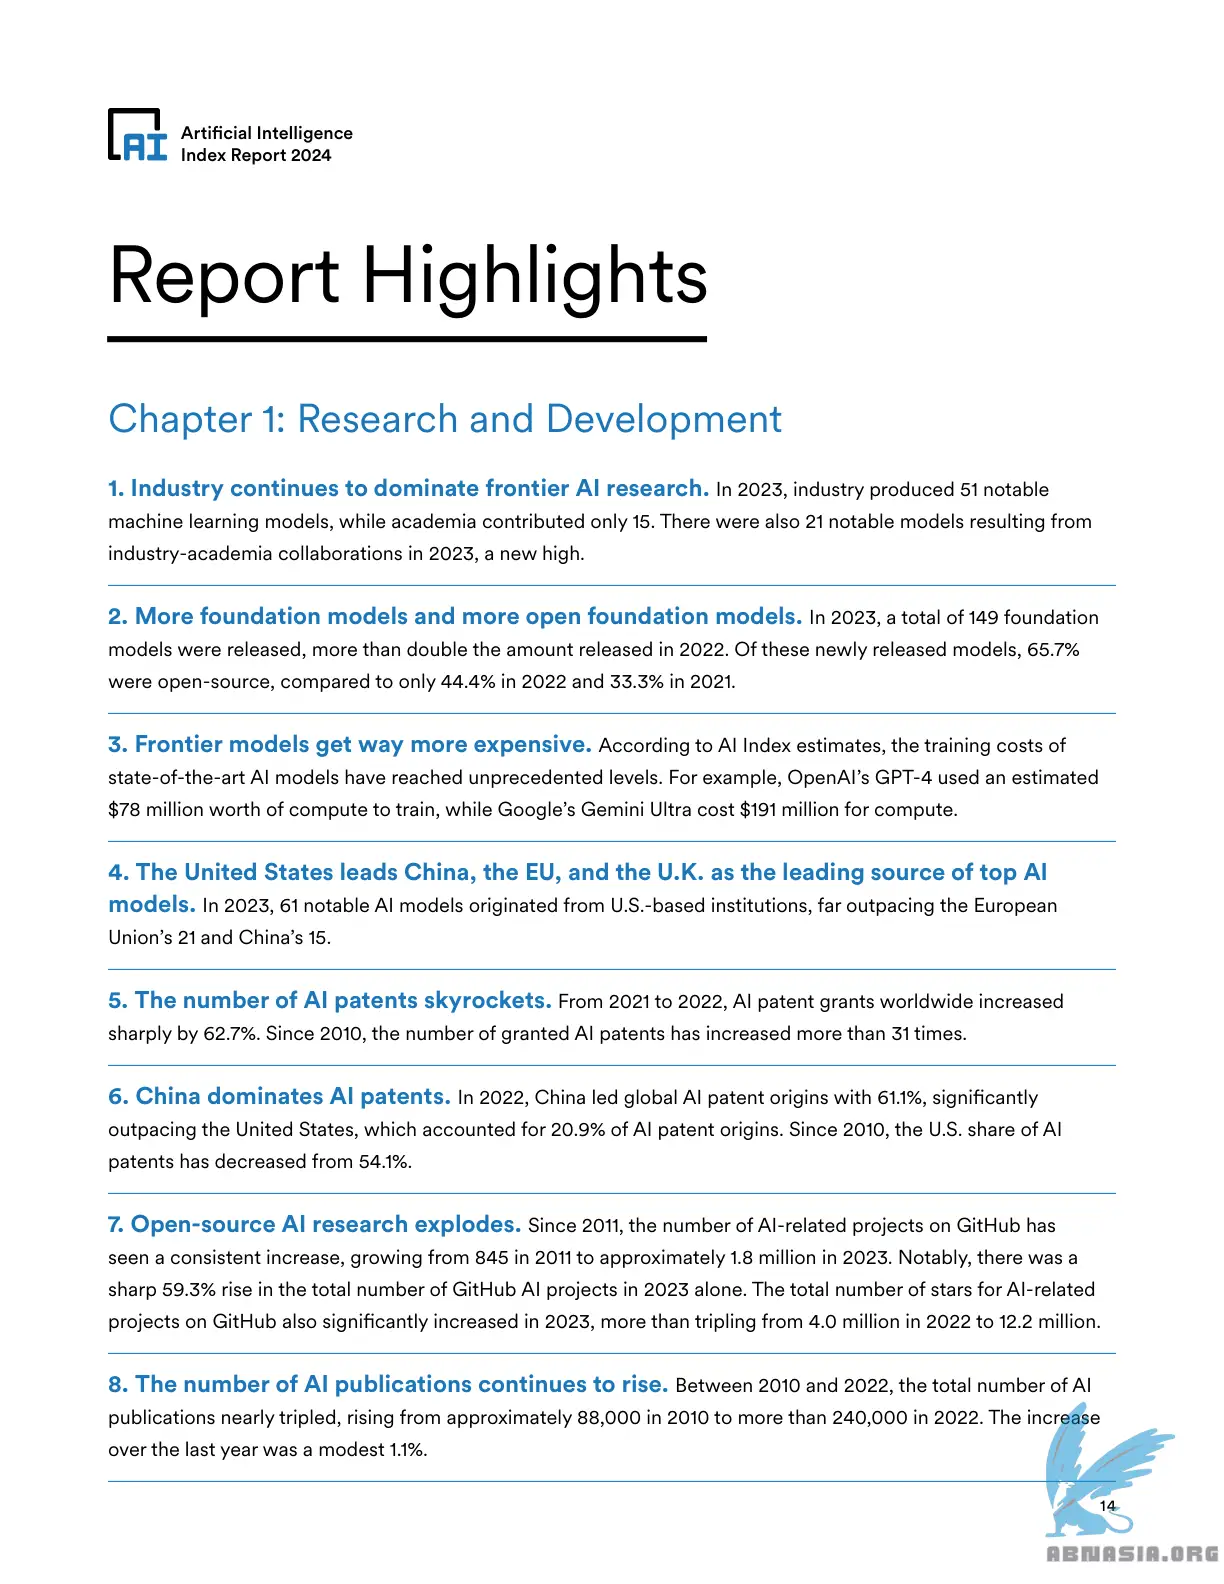 AI
Artificial Intelligence
Index Report 2024
Report Highlights
Chapter 1: Research and Development
1. Industry continues to dominate frontier AI research. In 2023, industry produced 51 notable
machine learning models, while academia contributed only 15. There were also 21 notable models resulting from
industry-academia collaborations in 2023, a new high.
2. More foundation models and more open foundation models. In 2023, a total of 149 foundation
models were released, more than double the amount released in 2022. Of these newly released models, 65.7%
were open-source, compared to only 44.4% in 2022 and 33.3% in 2021.
3. Frontier models get way more expensive. According to AI Index estimates, the training costs of
state-of-the-art AI models have reached unprecedented levels. For example, OpenAI’s GPT-4 used an estimated
$78 million worth of compute to train, while Google’s Gemini Ultra cost $191 million for compute.
4. The United States leads China, the EU, and the U.K. as the leading source of top AI
models. In 2023, 61 notable AI models originated from U.S.-based institutions, far outpacing the European
Union’s 21 and China’s 15.
5. The number of AI patents skyrockets. From 2021 to 2022, AI patent grants worldwide increased
sharply by 62.7%. Since 2010, the number of granted AI patents has increased more than 31 times.
6. China dominates AI patents. In 2022, China led global AI patent origins with 61.1%, significantly
outpacing the United States, which accounted for 20.9% of AI patent origins. Since 2010, the U.S. share of AI
patents has decreased from 54.1%.
7. Open-source AI research explodes. Since 2011, the number of AI-related projects on GitHub has
seen a consistent increase, growing from 845 in 2011 to approximately 1.8 million in 2023. Notably, there was a
sharp 59.3% rise in the total number of GitHub AI projects in 2023 alone. The total number of stars for AI-related
projects on GitHub also significantly increased in 2023, more than tripling from 4.0 million in 2022 to 12.2 million.
8. The number of AI publications continues to rise. Between 2010 and 2022, the total number of AI
publications nearly tripled, rising from approximately 88,000 in 2010 to more than 240,000 in 2022. The increase
over the last year was a modest 1.1%.
14
ABNASIA.ORG